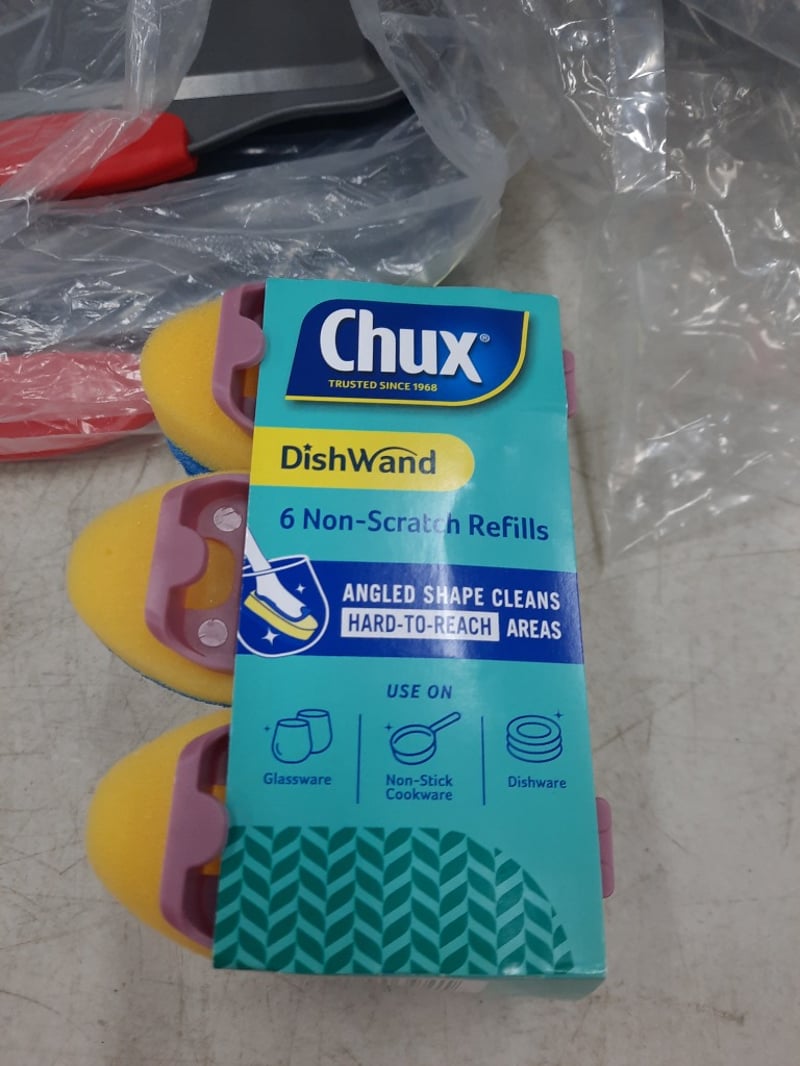 Chux®
TRUSTED SINCE 1968
DishWand
6 Non-Scratch Refills
ANGLED SHAPE CLEANS
HARD-TO-REACH AREAS
USE ON
Glassware
Non-Stick
Cookware
Dishware